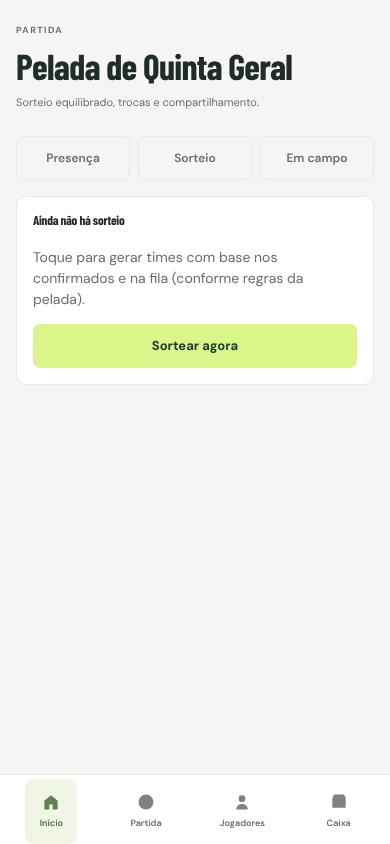 PARTIDA
Pelada de Quinta Geral
Sorteio equilibrado, trocas e compartilhamento.
Presença
Sorteio
Em campo
Ainda não há sorteio
Toque para gerar times com base nos
confirmados e na fila (conforme regras da
pelada).
Sortear agora
Início
Partida
Jogadores
Caixa